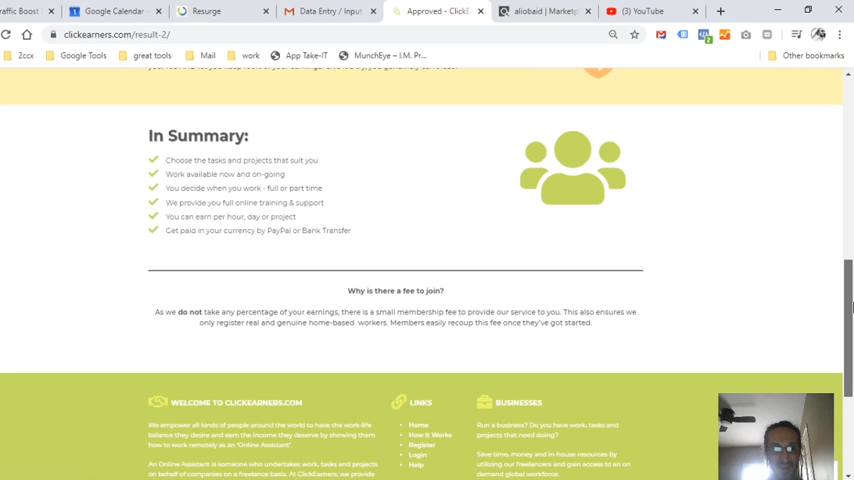 raffic Boost
Google Calendar -
Resurge
Data Entry / Input
Approved - ClickE
aliobaid | Marketp
(3) YouTube
clickearners.com/result-2/
2ccx
Google Tools
great tools
Mail
work
App Take-IT
MunchEye – I.M. Pr...
Other bookmarks
In Summary:
Choose the tasks and projects that suit you
Work available now and on-going
You decide when you work - full or part time
We provide you full online training & support
You can earn per hour, day or project
Get paid in your currency by PayPal or Bank Transfer
Why is there a fee to join?
As we do not take any percentage of your earnings, there is a small membership fee to provide our service to you. This also ensures we
only register real and genuine home-based workers. Members easily recoup this fee once they've got started.
WELCOME TO CLICKEARNERS.COM
We empower all kinds of people around the world to have the work-life
balance they desire and earn the income they deserve by showing them
how to work remotely as an "Online Assistant".
An Online Assistant is someone who undertakes work, tasks and projects
on behalf of companies on a freelance basis. At ClickEarners, we provide
LINKS
Home
How It Works
Register
Login
Help
BUSINESSES
Run a business? Do you have work, tasks and
projects that need doing?
Save time, money and in-house resources by
utilizing our freelancers and gain access to an on
demand global workforce.